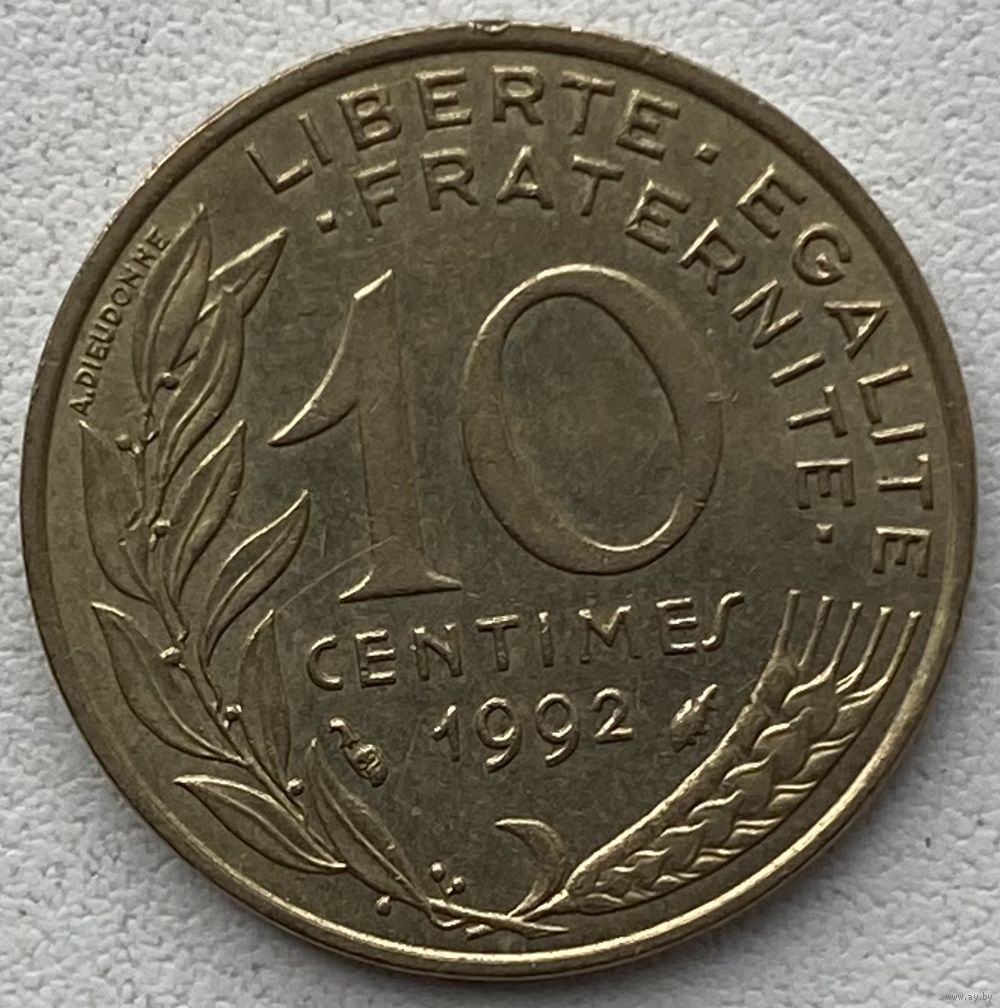 LIBERTE · EGALITE
· FRATERNITE ·
A.DIEUDONNE
10
CENTIMES
1992
www.ay.by